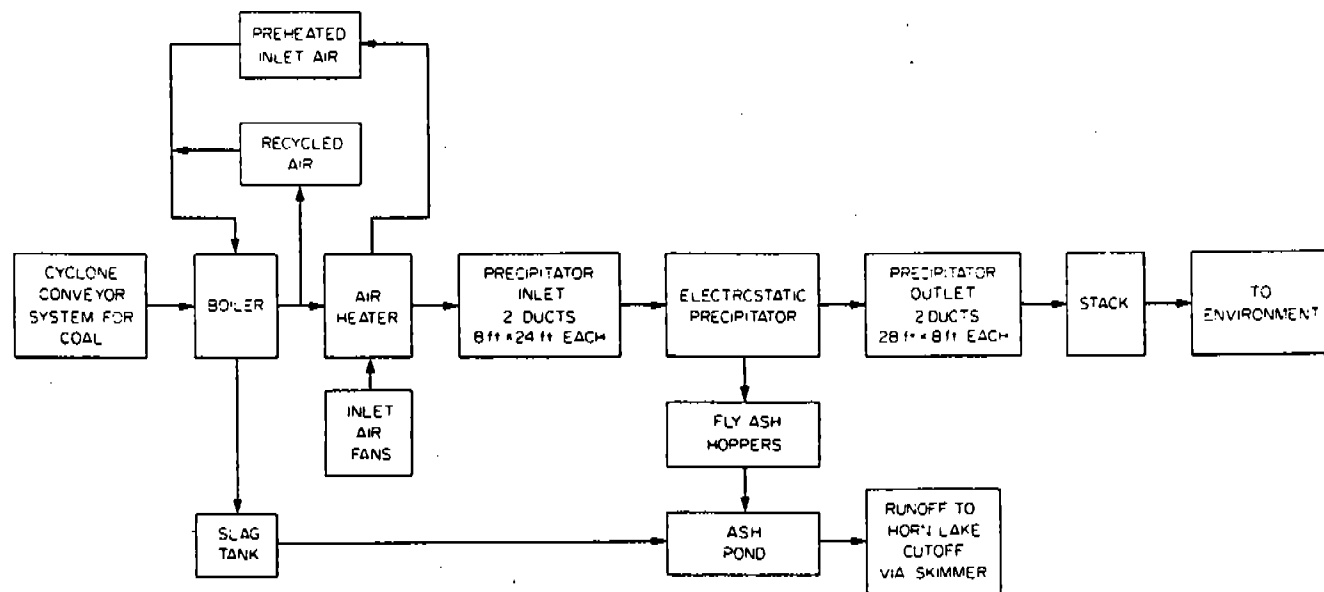 PREHEATED
INLET AIR
RECYCLED
AIR
CYCLONE
CONVEYOR
SYSTEM FOR
COAL
BOILER
AIR
HEATER
PRECIPITATOR
INLET
2 DUCTS
8 ft × 24 ft EACH
ELECTROSTATIC
PRECIPITATOR
PRECIPITATOR
OUTLET
2 DUCTS
28 ft × 8 ft EACH
STACK
TO
ENVIRONMENT
INLET
AIR
FANS
FLY ASH
HOPPERS
SLAG
TANK
ASH
POND
RUNOFF TO
HORN LAKE
CUTOFF
VIA SKIMMER